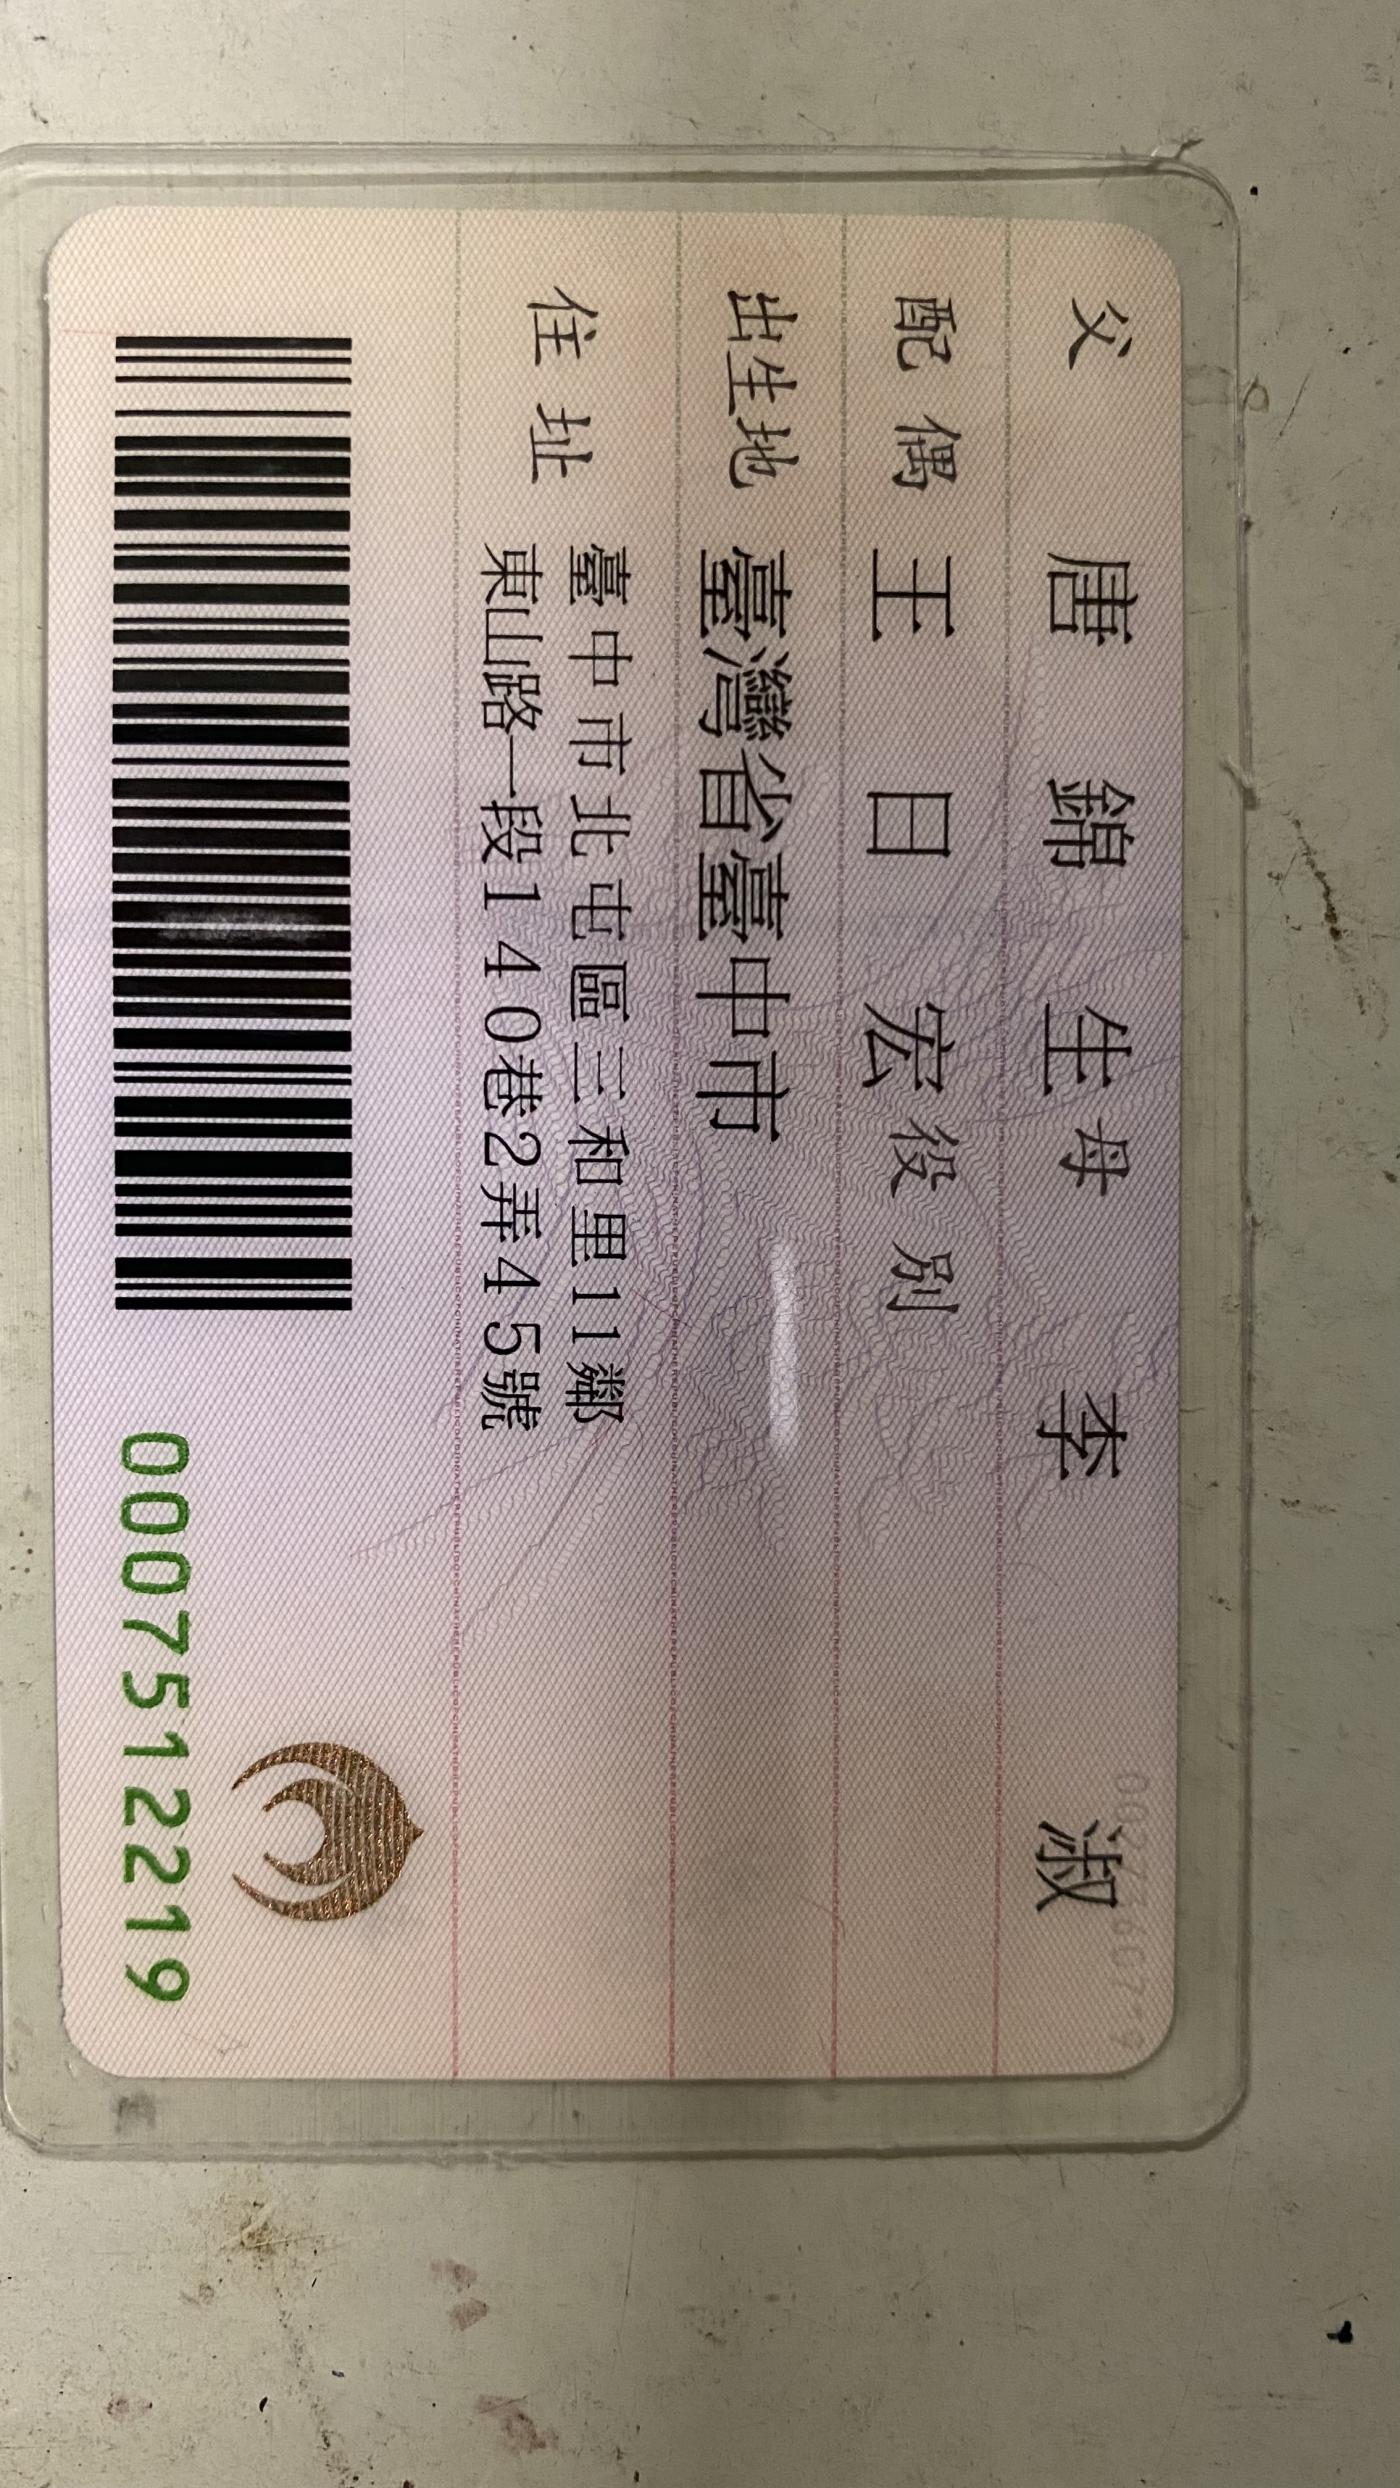 父 唐錦生 母 李淑
配偶 王日宏 役別
出生地 臺灣省臺中市
住址 臺中市北屯區三和里11鄰
東山路一段140巷2弄45號
0007512219